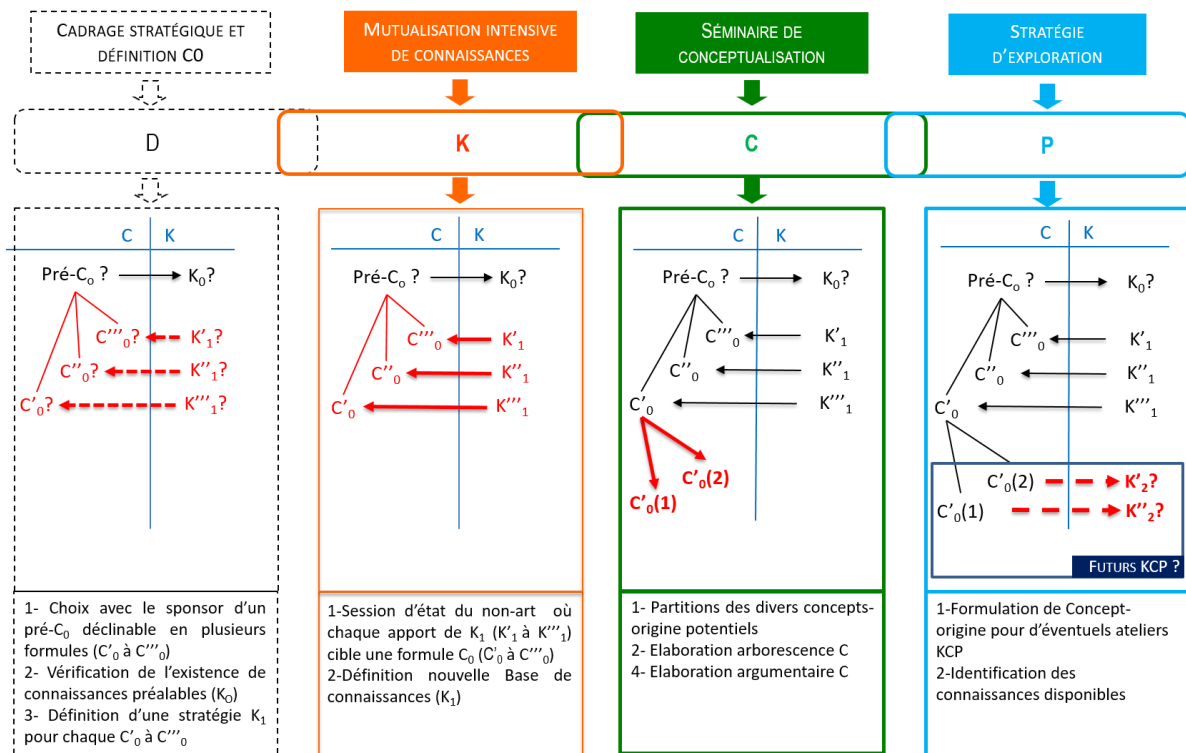 CADRAGE STRATÉGIQUE ET
DÉFINITION C0
MUTUALISATION INTENSIVE
DE CONNAISSANCES
SÉMINAIRE DE
CONCEPTUALISATION
STRATÉGIE
D'EXPLORATION
D
K
C
P
C K
Pré-C₀ ? K₀?
C'''₀? K'₁?
C''₀? K''₁?
C'₀? K'''₁?
1- Choix avec le sponsor d'un
pré-C₀ déclinable en plusieurs
formules (C'₀ à C'''₀)
2- Vérification de l'existence de
connaissances préalables (K₀)
3- Définition d'une stratégie K₁
pour chaque C'₀ à C'''₀
C K
Pré-C₀ ? K₀?
C'''₀ K'₁
C''₀ K''₁
C'₀ K'''₁
1-Session d'état du non-art où
chaque apport de K₁ (K'₁ à K'''₁)
cible une formule C₀ (C'₀ à C'''₀)
2-Définition nouvelle Base de
connaissances (K₁)
C K
Pré-C₀ ? K₀?
C'''₀ K'₁
C''₀ K''₁
C'₀ K'''₁
C'₀(2)
C'₀(1)
1- Partitions des divers concepts-
origine potentiels
2- Elaboration arborescence C
4- Elaboration argumentaire C
C K
Pré-C₀ ? K₀?
C'''₀ K'₁
C''₀ K''₁
C'₀ K'''₁
C'₀(2) K'₂?
C'₀(1) K''₂?
FUTURS KCP ?
1-Formulation de Concept-
origine pour d'éventuels ateliers
KCP
2-Identification des
connaissances disponibles